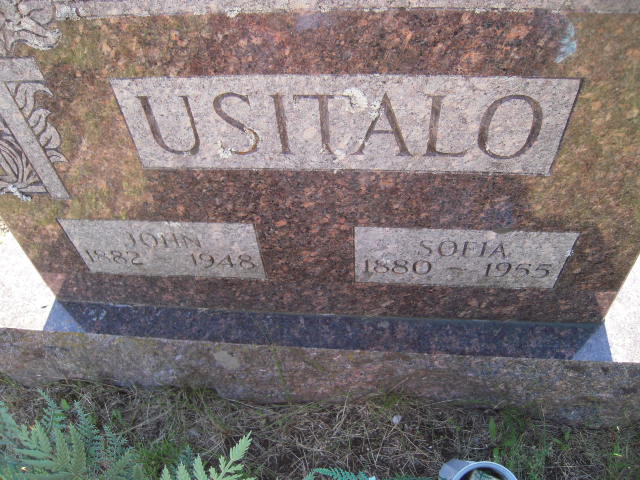 USITALO
JOHN
1882 - 1948
SOFIA
1880 - 1955